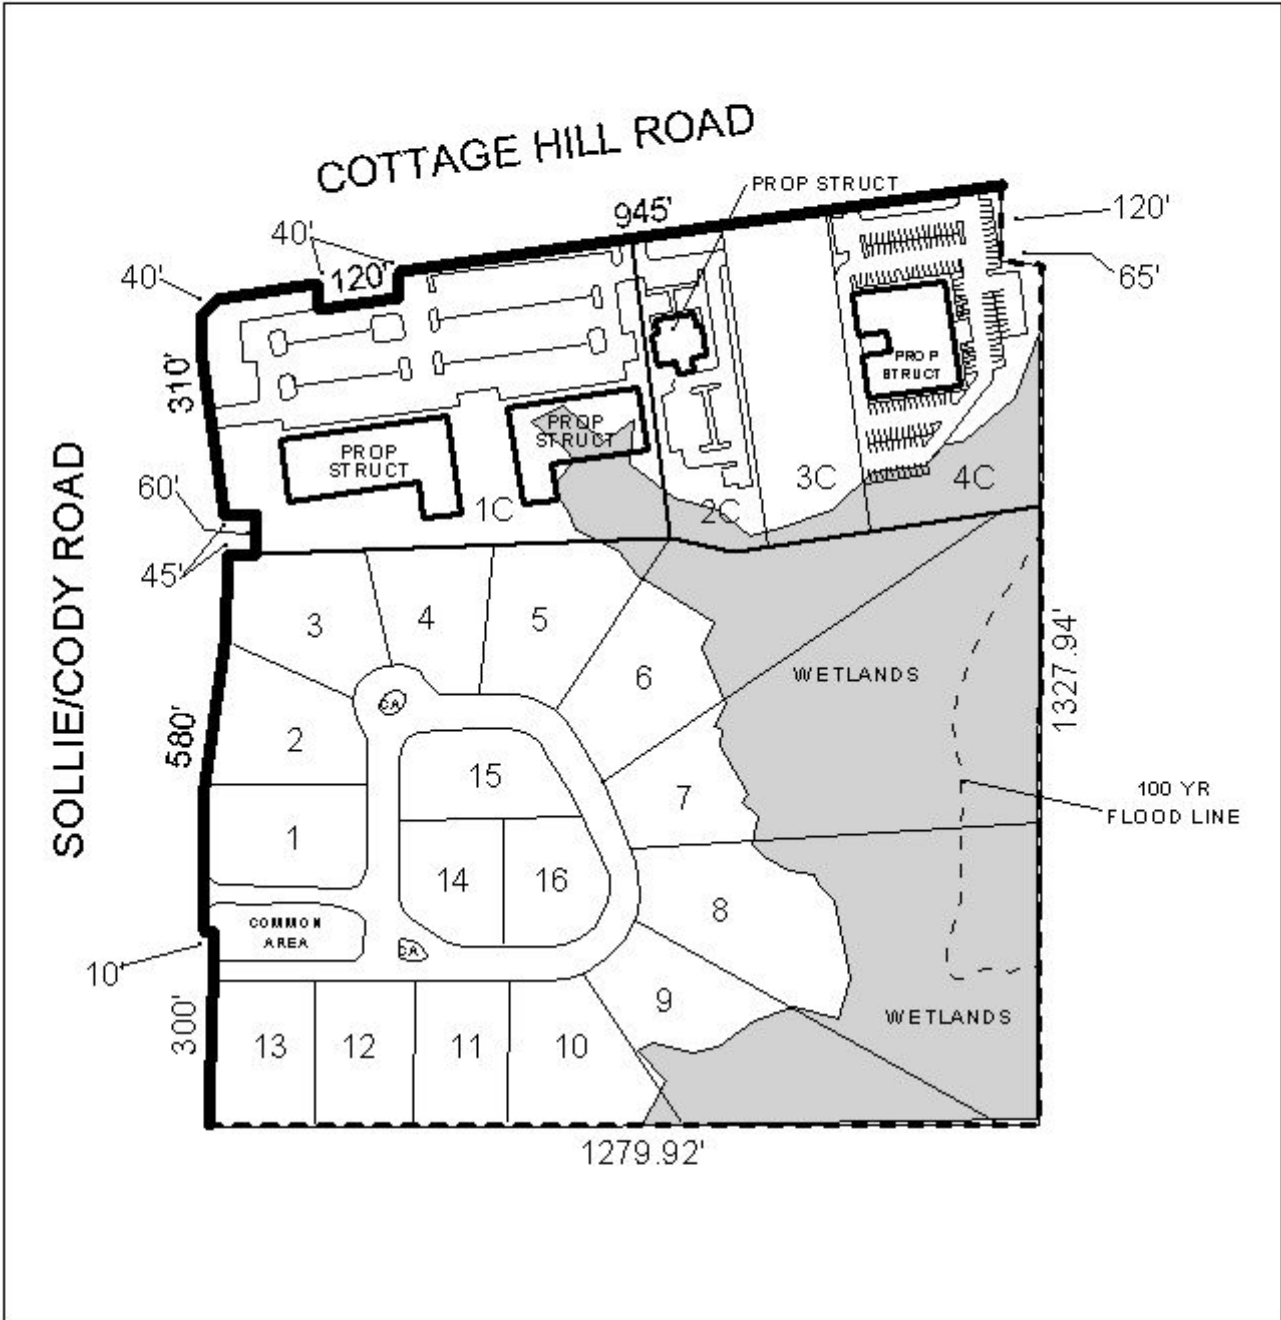 COTTAGE HILL ROAD
PROP STRUCT
945'
120'
40'
120'
40'
65'
310'
PROP
STRUCT
PROP
STRUCT
PROP
STRUCT
60'
1C
2C
3C
4C
45'
SOLLIE/CODY ROAD
3
4
5
6
WETLANDS
1327.94'
CA
2
580'
15
7
100 YR
FLOOD LINE
1
14
16
8
COMMON
AREA
CA
10'
9
WETLANDS
300'
13
12
11
10
1279.92'